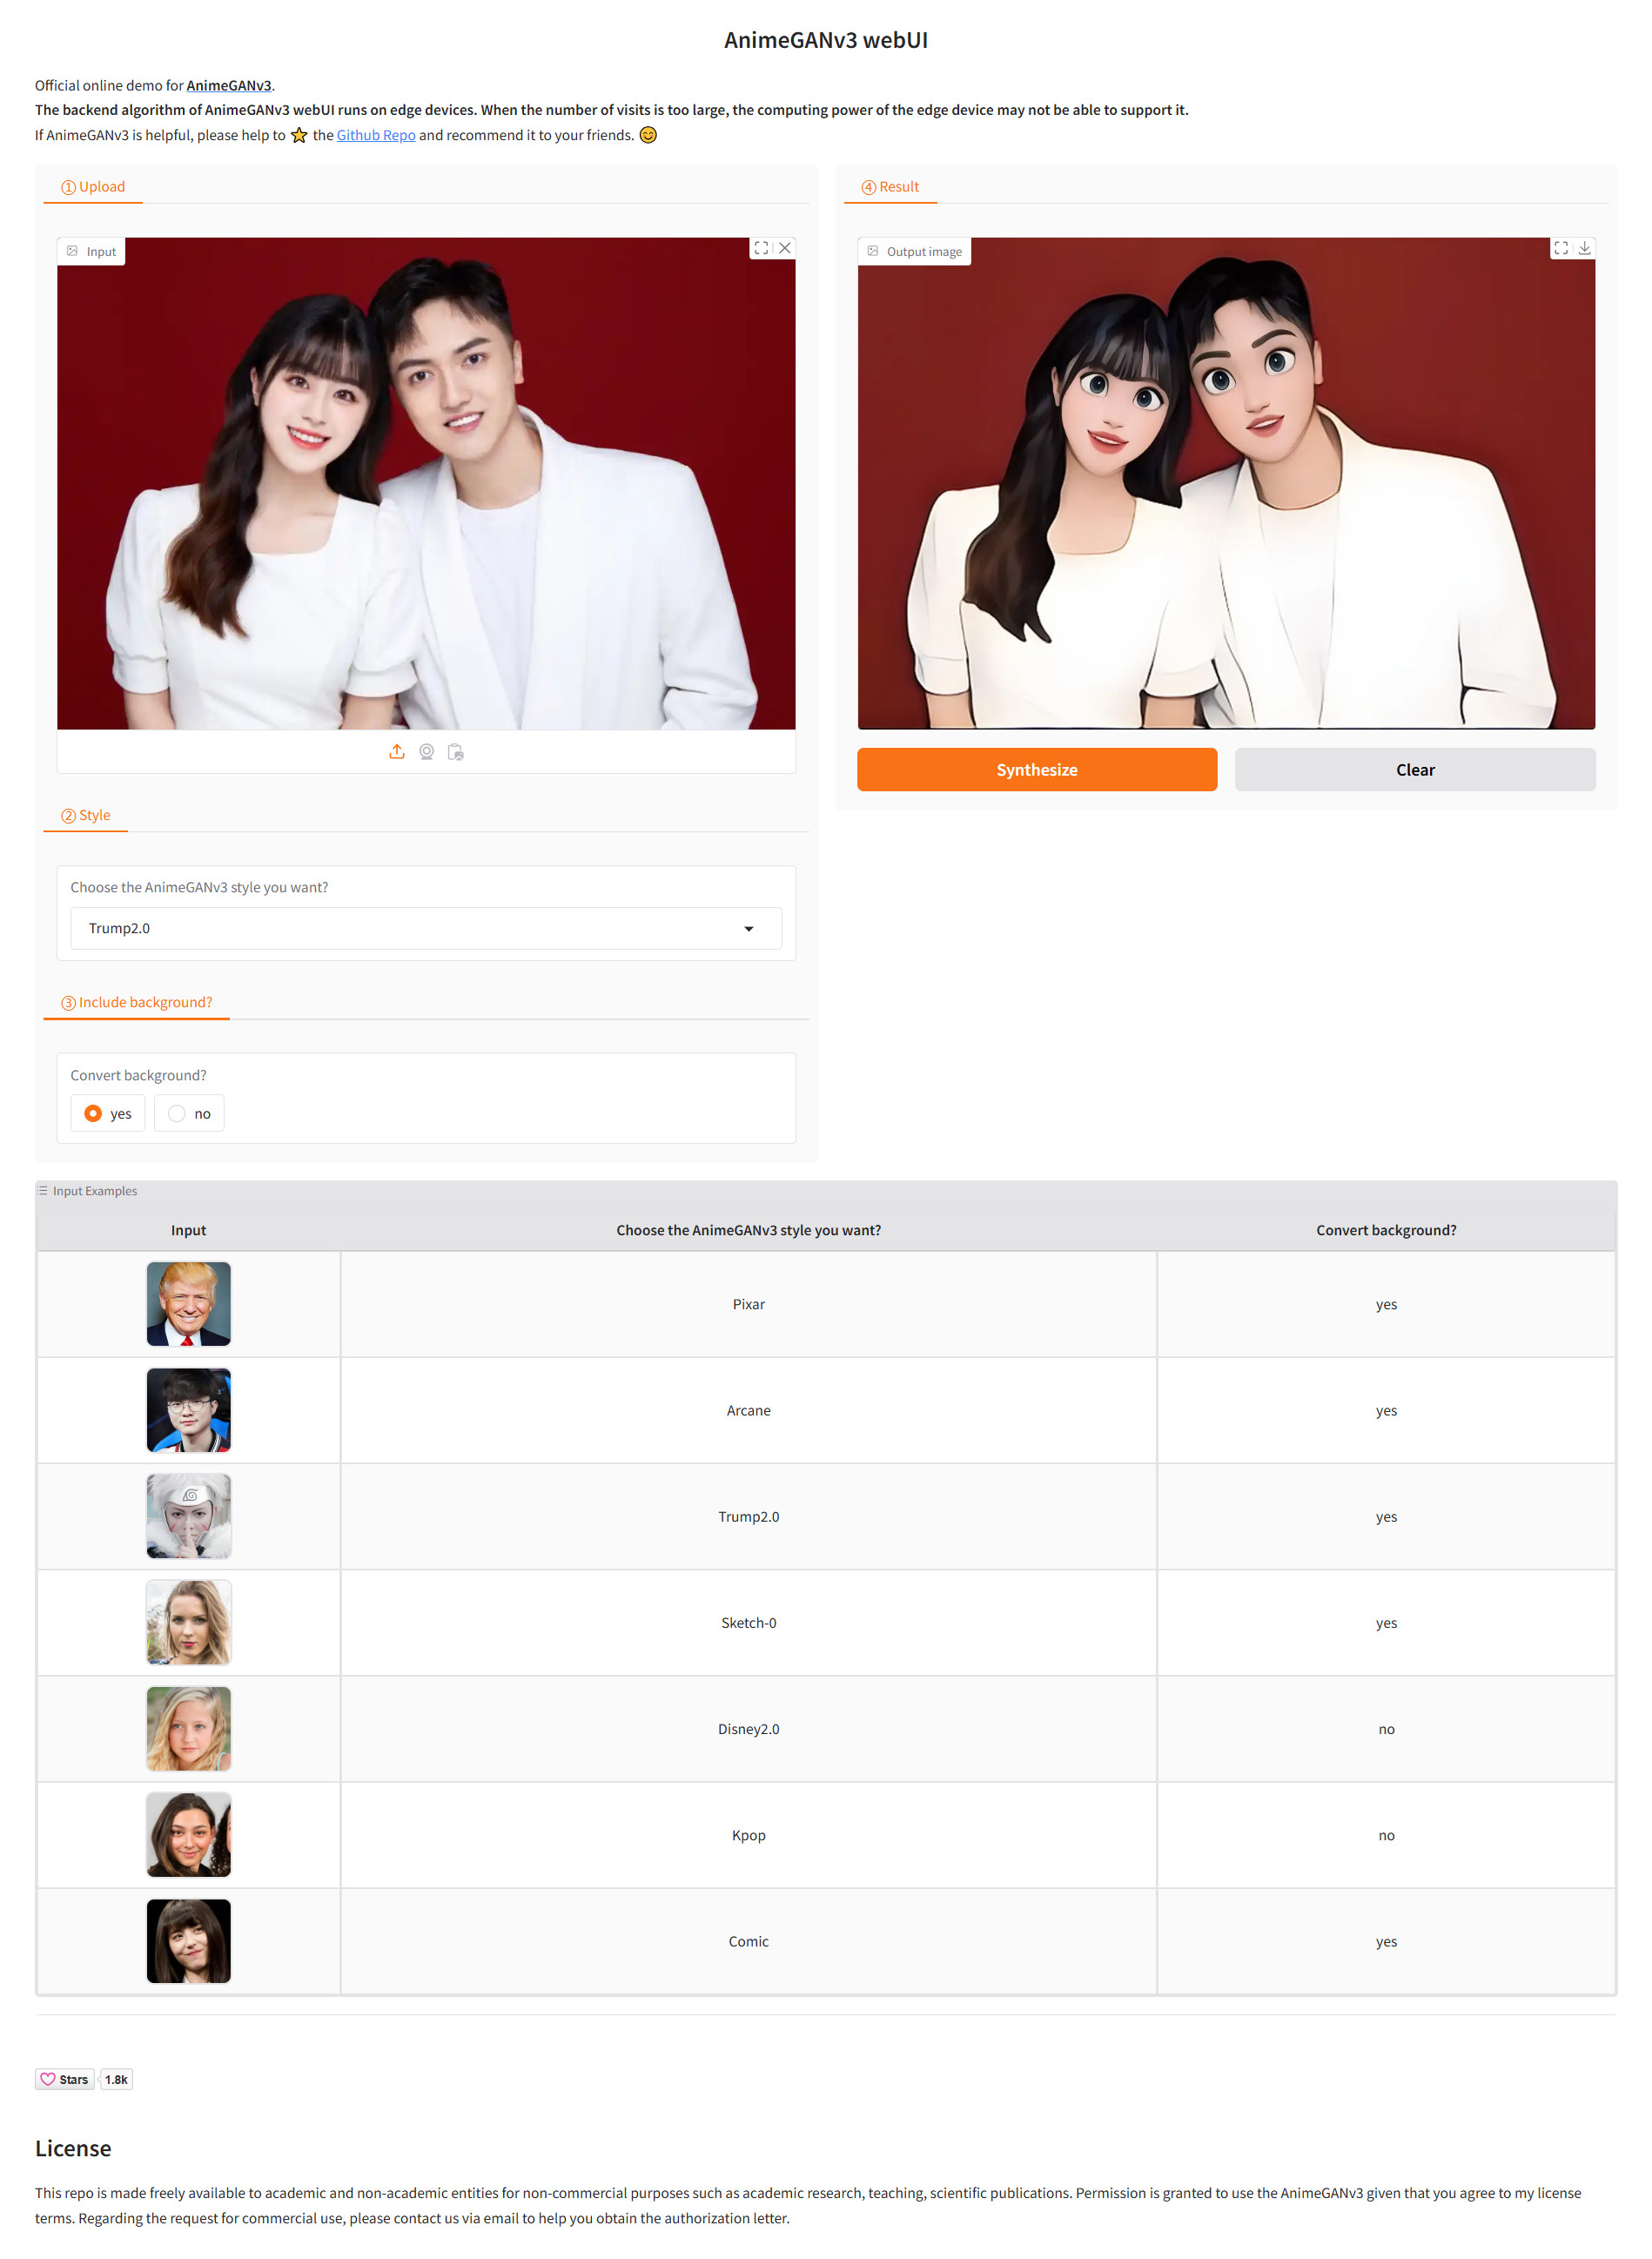 AnimeGANv3 webUI
Official online demo for AnimeGANv3.
The backend algorithm of AnimeGANv3 webUI runs on edge devices. When the number of visits is too large, the computing power of the edge device may not be able to support it.
If AnimeGANv3 is helpful, please help to ⭐ the Github Repo and recommend it to your friends. 😊
① Upload
Input
② Style
Choose the AnimeGANv3 style you want?
Trump2.0
③ Include background?
Convert background?
yes no
④ Result
Output image
Synthesize Clear
Input Examples
Input Choose the AnimeGANv3 style you want? Convert background?
Pixar yes
Arcane yes
Trump2.0 yes
Sketch-0 yes
Disney2.0 no
Kpop no
Comic yes
Stars 1.8k
License
This repo is made freely available to academic and non-academic entities for non-commercial purposes such as academic research, teaching, scientific publications. Permission is granted to use the AnimeGANv3 given that you agree to my license
terms. Regarding the request for commercial use, please contact us via email to help you obtain the authorization letter.